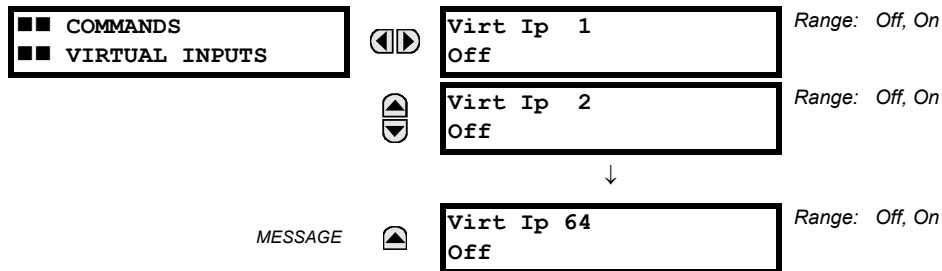 ■■ COMMANDS
■■ VIRTUAL INPUTS
Virt Ip 1
Off
Range: Off, On
Virt Ip 2
Off
Range: Off, On
↓
MESSAGE
Virt Ip 64
Off
Range: Off, On